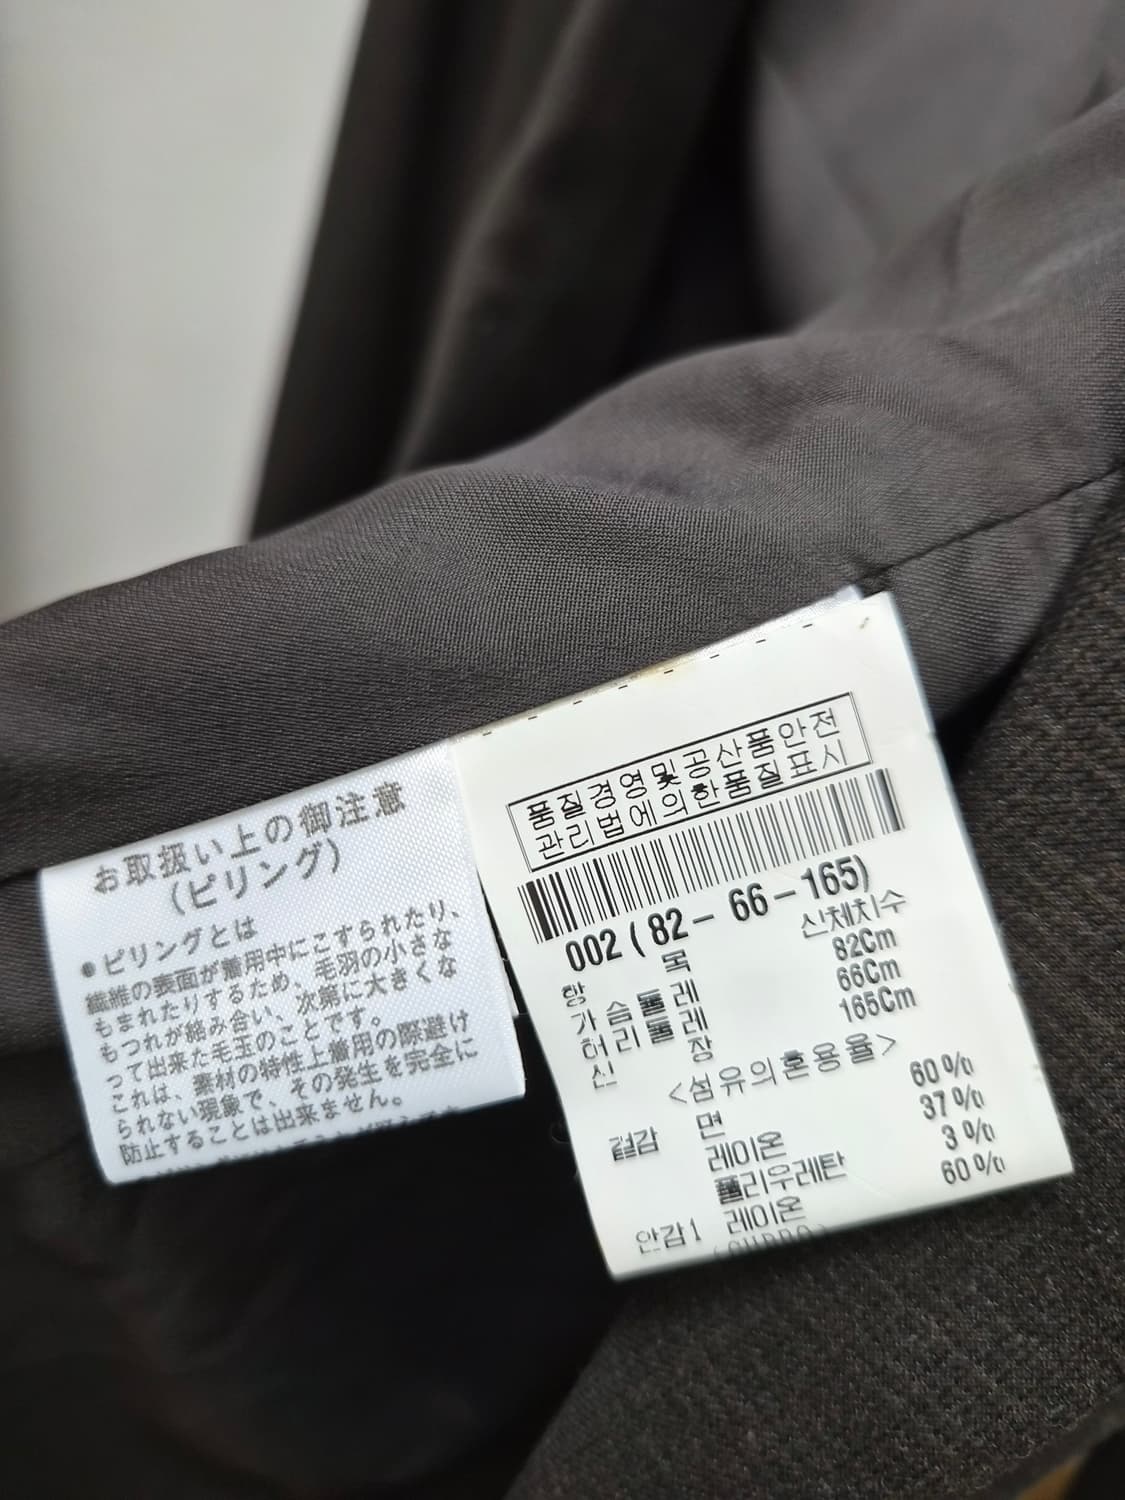 お取扱い上の御注意
(ピリング)
●ピリングとは
繊維の表面が着用中にこすられたり、
もまれたりするため、毛羽の小さな
もつれが絡み合い、次第に大きくな
って出来た毛玉のことです。
これは、素材の特性上着用の際避け
られない現象で、その発生を完全に
防止することは出来ません。
품질경영및공산품안전
관리법에의한품질표시
002 ( 82 - 66 - 165)
목 신체치수
가슴둘레 82Cm
허리둘레 66Cm
신장 165Cm
<섬유의혼용율>
겉감 면 60%
레이온 37%
폴리우레탄 3%
안감1 레이온 60%